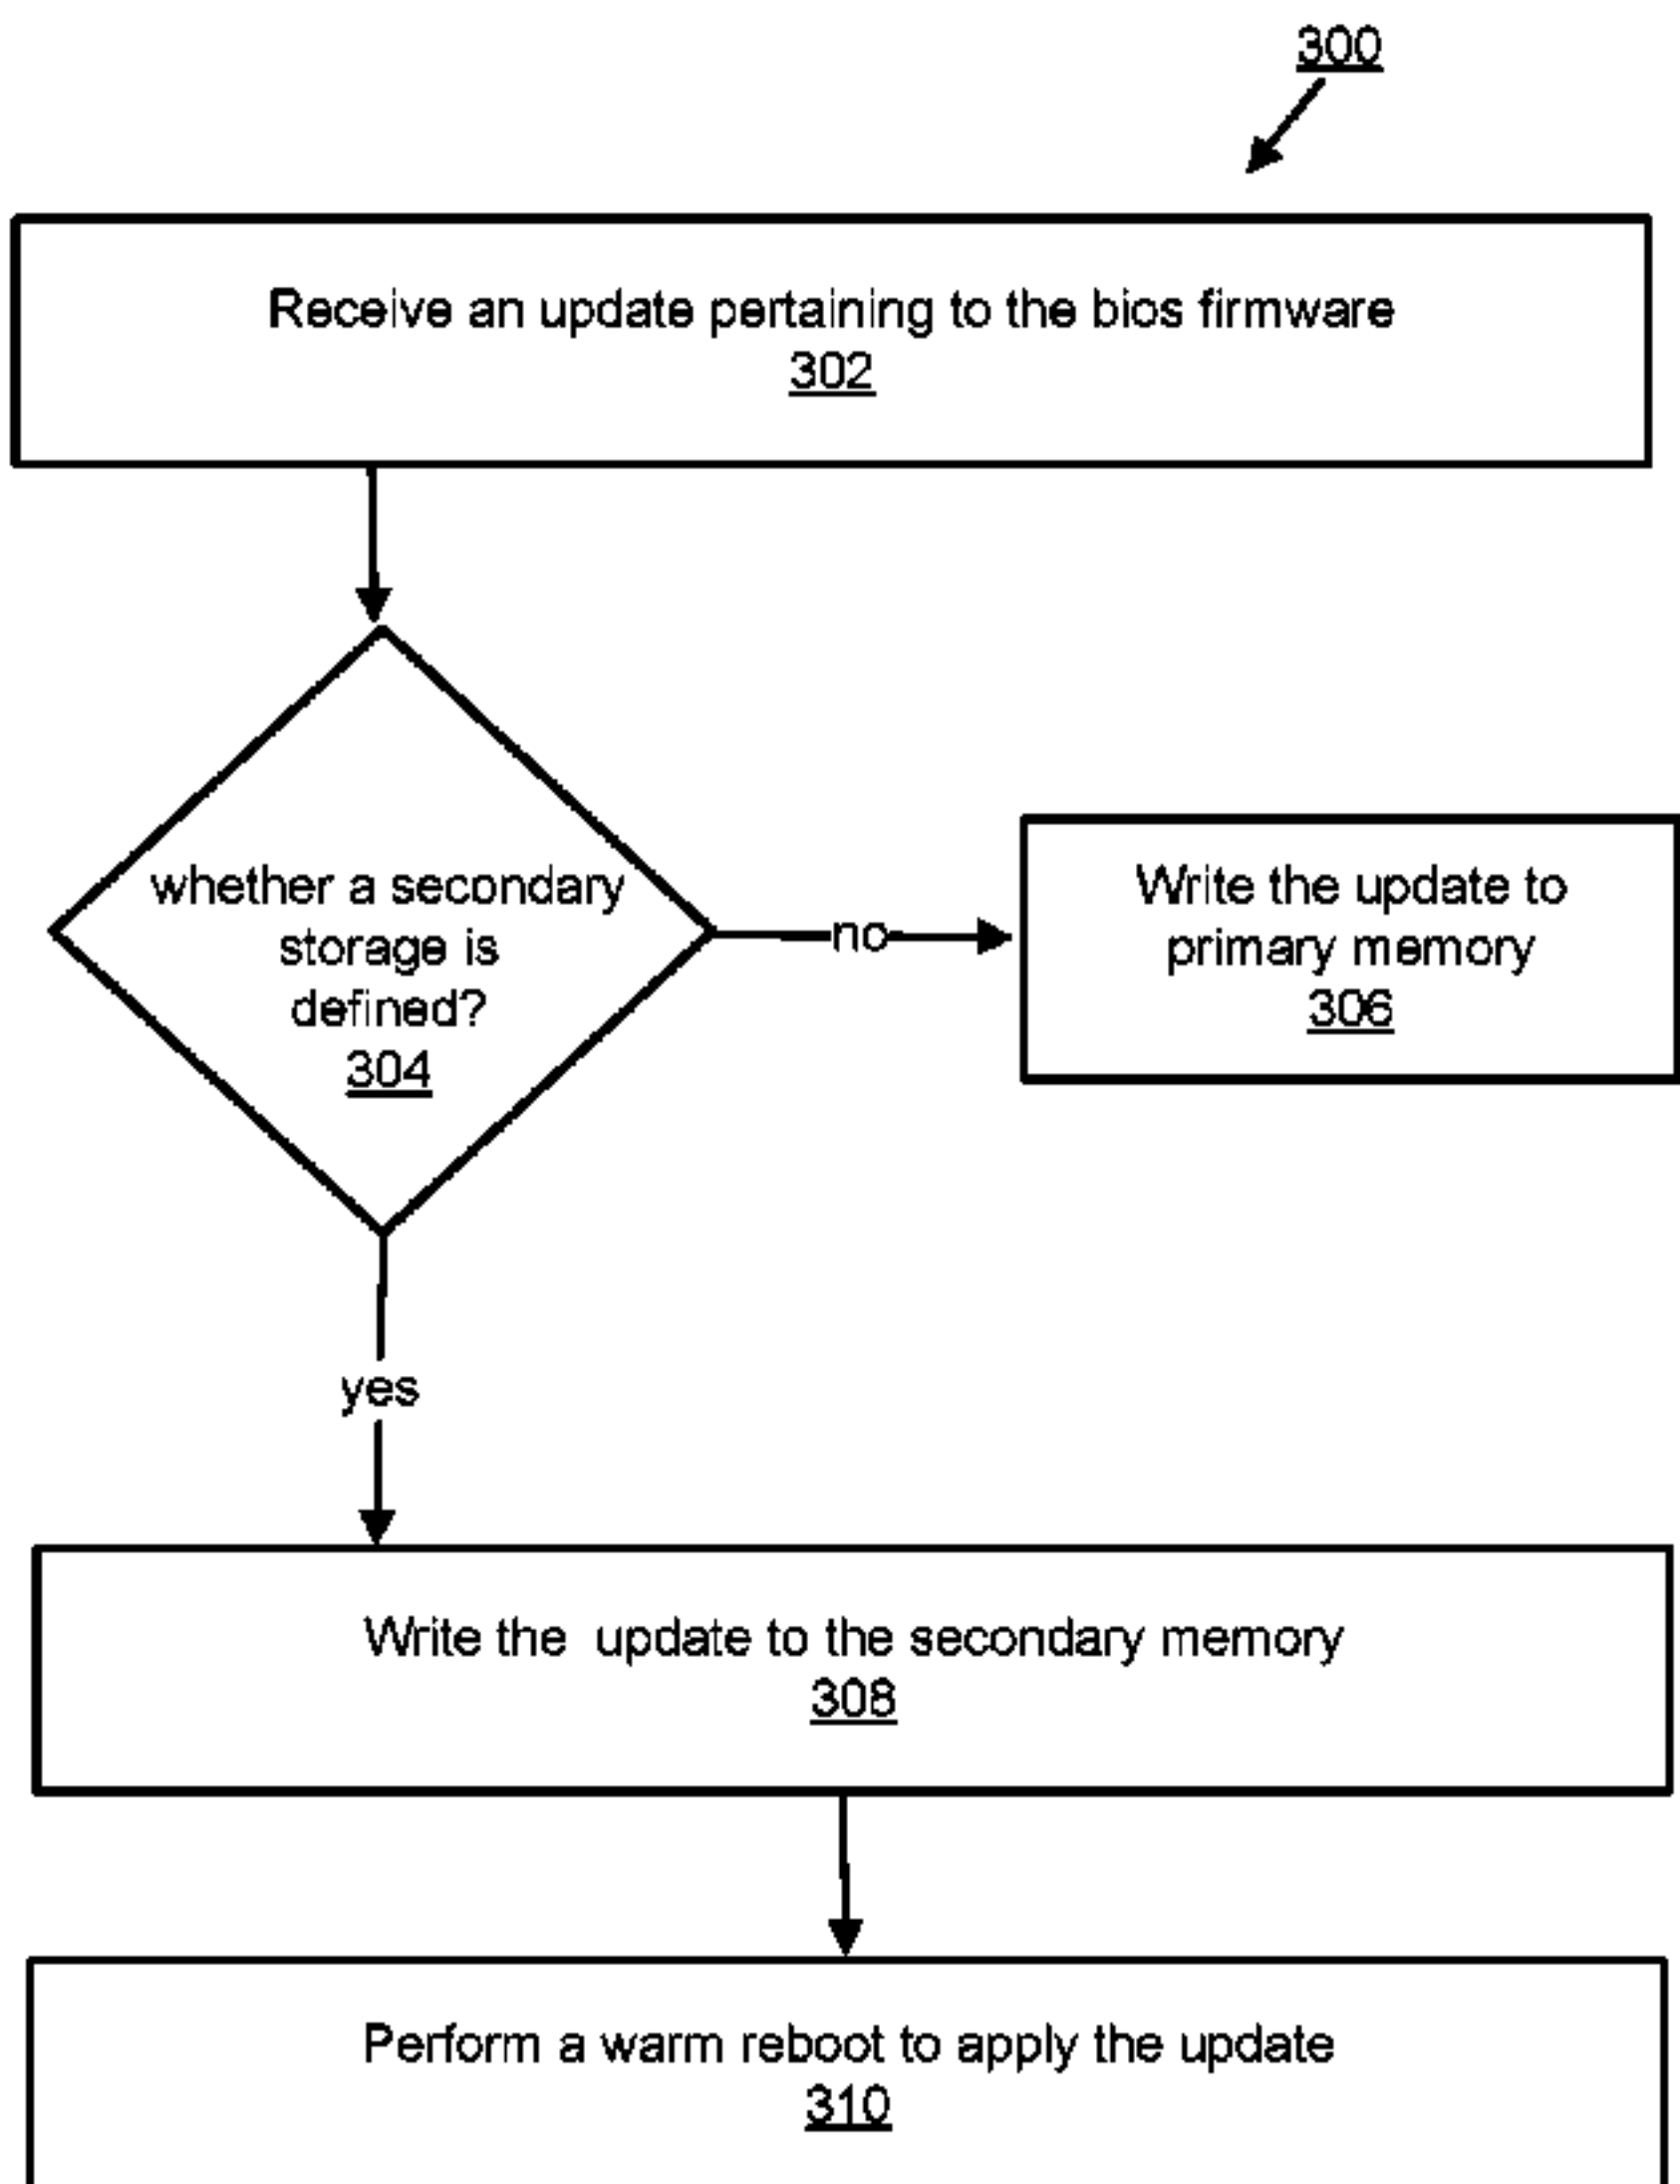 300
Receive an update pertaining to the bios firmware
302
whether a secondary
storage is
defined?
304
no
Write the update to
primary memory
306
yes
Write the update to the secondary memory
308
Perform a warm reboot to apply the update
310